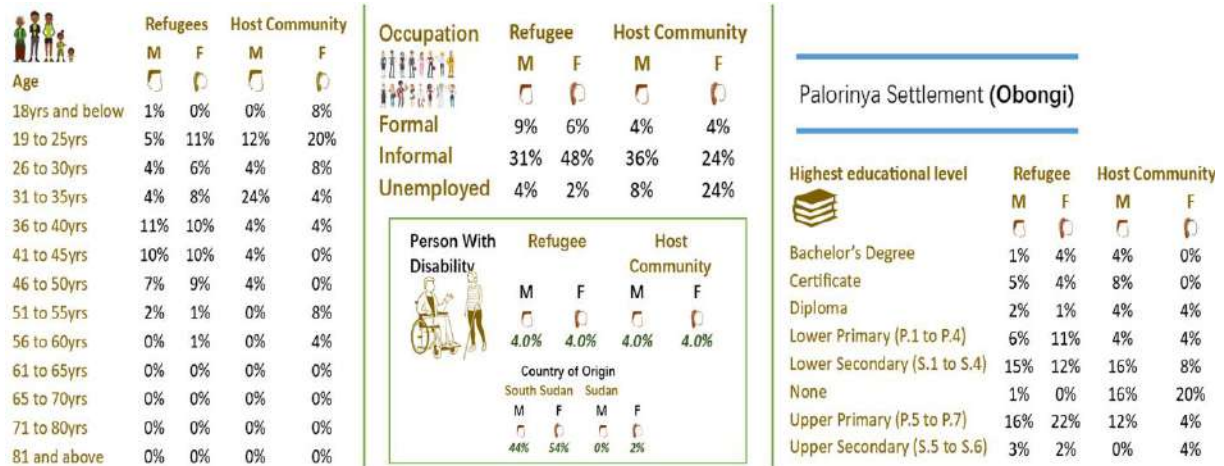 Refugees Host Community
M F M F
Age
18yrs and below 1% 0% 0% 8%
19 to 25yrs 5% 11% 12% 20%
26 to 30yrs 4% 6% 4% 8%
31 to 35yrs 4% 8% 24% 4%
36 to 40yrs 11% 10% 4% 4%
41 to 45yrs 10% 10% 4% 0%
46 to 50yrs 7% 9% 4% 0%
51 to 55yrs 2% 1% 0% 8%
56 to 60yrs 0% 1% 0% 4%
61 to 65yrs 0% 0% 0% 0%
65 to 70yrs 0% 0% 0% 0%
71 to 80yrs 0% 0% 0% 0%
81 and above 0% 0% 0% 0%
Occupation Refugee Host Community
M F M F
Formal 9% 6% 4% 4%
Informal 31% 48% 36% 24%
Unemployed 4% 2% 8% 24%
Person With Refugee Host
Disability Community
M F M F
4.0% 4.0% 4.0% 4.0%
Country of Origin
South Sudan Sudan
M F M F
44% 54% 0% 2%
Palorinya Settlement (Obongi)
Highest educational level Refugee Host Community
M F M F
Bachelor's Degree 1% 4% 4% 0%
Certificate 5% 4% 8% 0%
Diploma 2% 1% 4% 4%
Lower Primary (P.1 to P.4) 6% 11% 4% 4%
Lower Secondary (S.1 to S.4) 15% 12% 16% 8%
None 1% 0% 16% 20%
Upper Primary (P.5 to P.7) 16% 22% 12% 4%
Upper Secondary (S.5 to S.6) 3% 2% 0% 4%